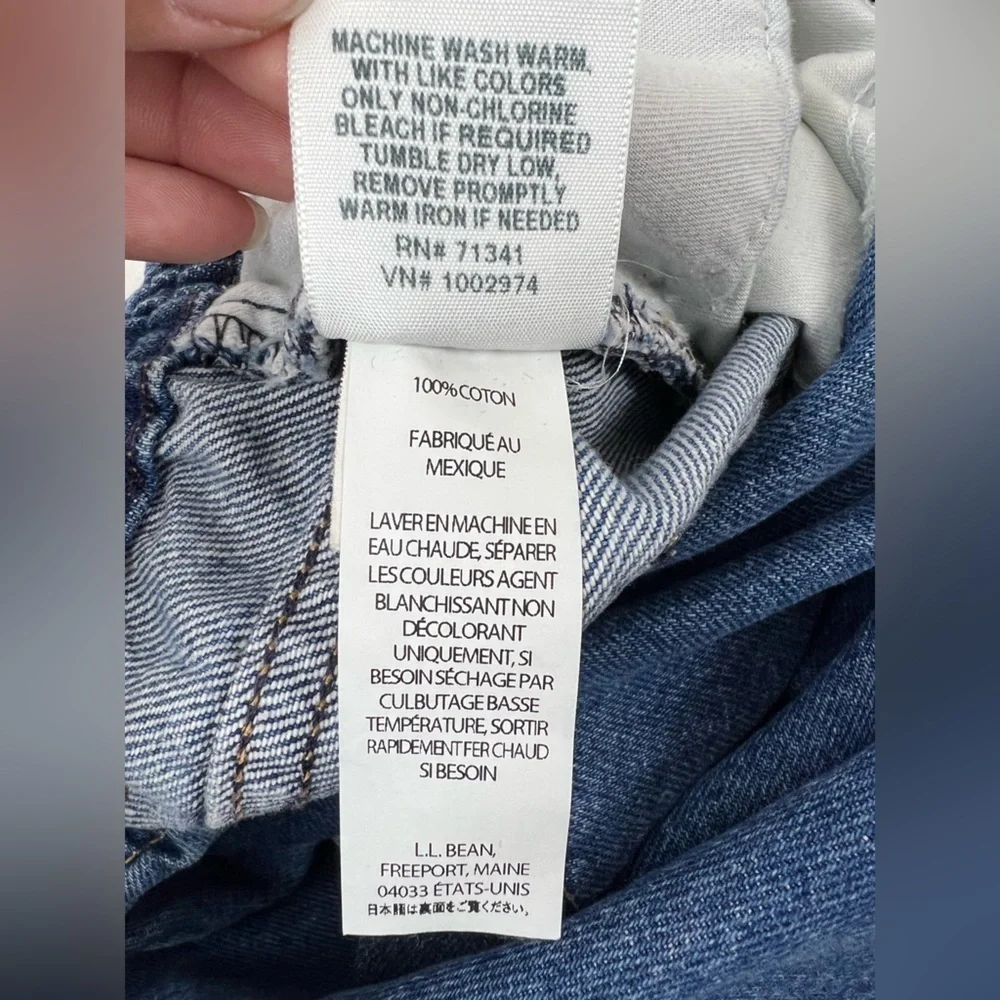 MACHINE WASH WARM,
WITH LIKE COLORS
ONLY NON-CHLORINE
BLEACH IF REQUIRED
TUMBLE DRY LOW,
REMOVE PROMPTLY
WARM IRON IF NEEDED
RN# 71341
VN# 1002974
100% COTON
FABRIQUÉ AU
MEXIQUE
LAVER EN MACHINE EN
EAU CHAUDE, SÉPARER
LES COULEURS AGENT
BLANCHISSANT NON
DÉCOLORANT
UNIQUEMENT, SI
BESOIN SÉCHAGE PAR
CULBUTAGE BASSE
TEMPÉRATURE, SORTIR
RAPIDEMENT FER CHAUD
SI BESOIN
L.L. BEAN,
FREEPORT, MAINE
04033 ÉTATS-UNIS
日本語は裏面をご覧ください。